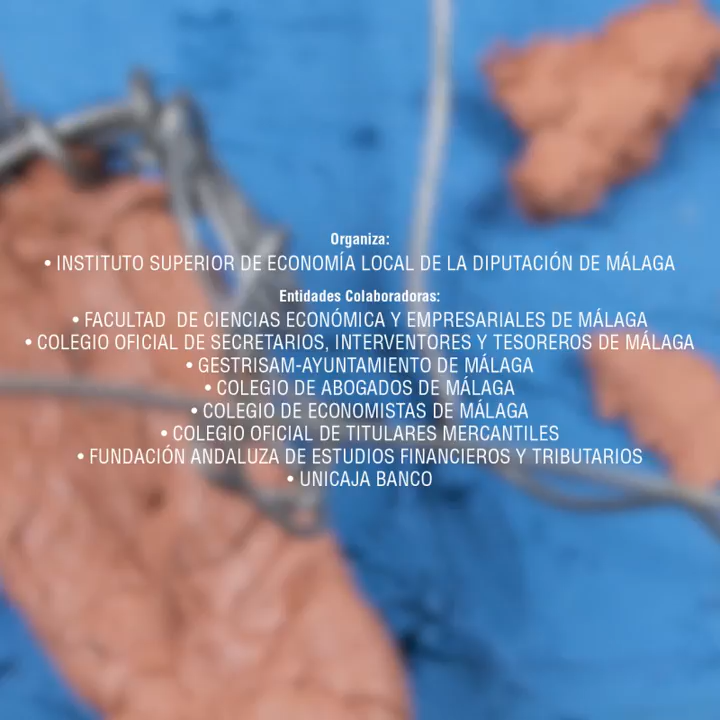 Organiza:
• INSTITUTO SUPERIOR DE ECONOMÍA LOCAL DE LA DIPUTACIÓN DE MÁLAGA
Entidades Colaboradoras:
• FACULTAD DE CIENCIAS ECONÓMICA Y EMPRESARIALES DE MÁLAGA
• COLEGIO OFICIAL DE SECRETARIOS, INTERVENTORES Y TESOREROS DE MÁLAGA
• GESTRISAM-AYUNTAMIENTO DE MÁLAGA
• COLEGIO DE ABOGADOS DE MÁLAGA
• COLEGIO DE ECONOMISTAS DE MÁLAGA
• COLEGIO OFICIAL DE TITULARES MERCANTILES
• FUNDACIÓN ANDALUZA DE ESTUDIOS FINANCIEROS Y TRIBUTARIOS
• UNICAJA BANCO